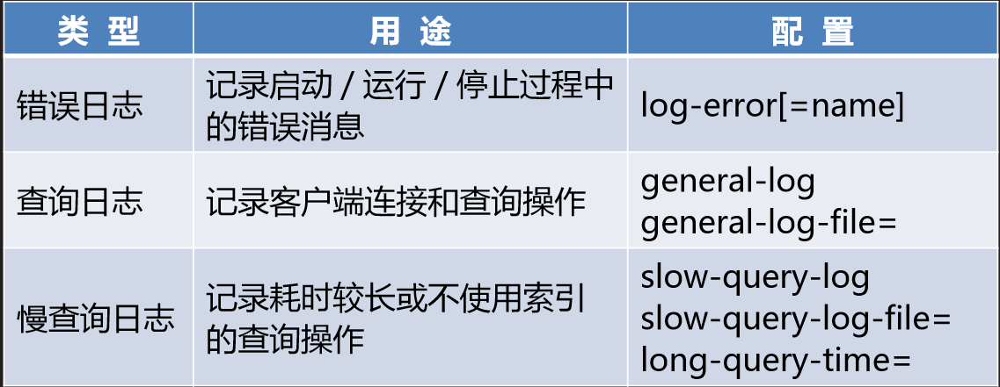 类 型 用 途 配 置
错误日志
记录启动 / 运行 / 停止过程中
的错误消息
log-error[=name]
查询日志
记录客户端连接和查询操作
general-log
general-log-file=
慢查询日志
记录耗时较长或不使用索引
的查询操作
slow-query-log
slow-query-log-file=
long-query-time=